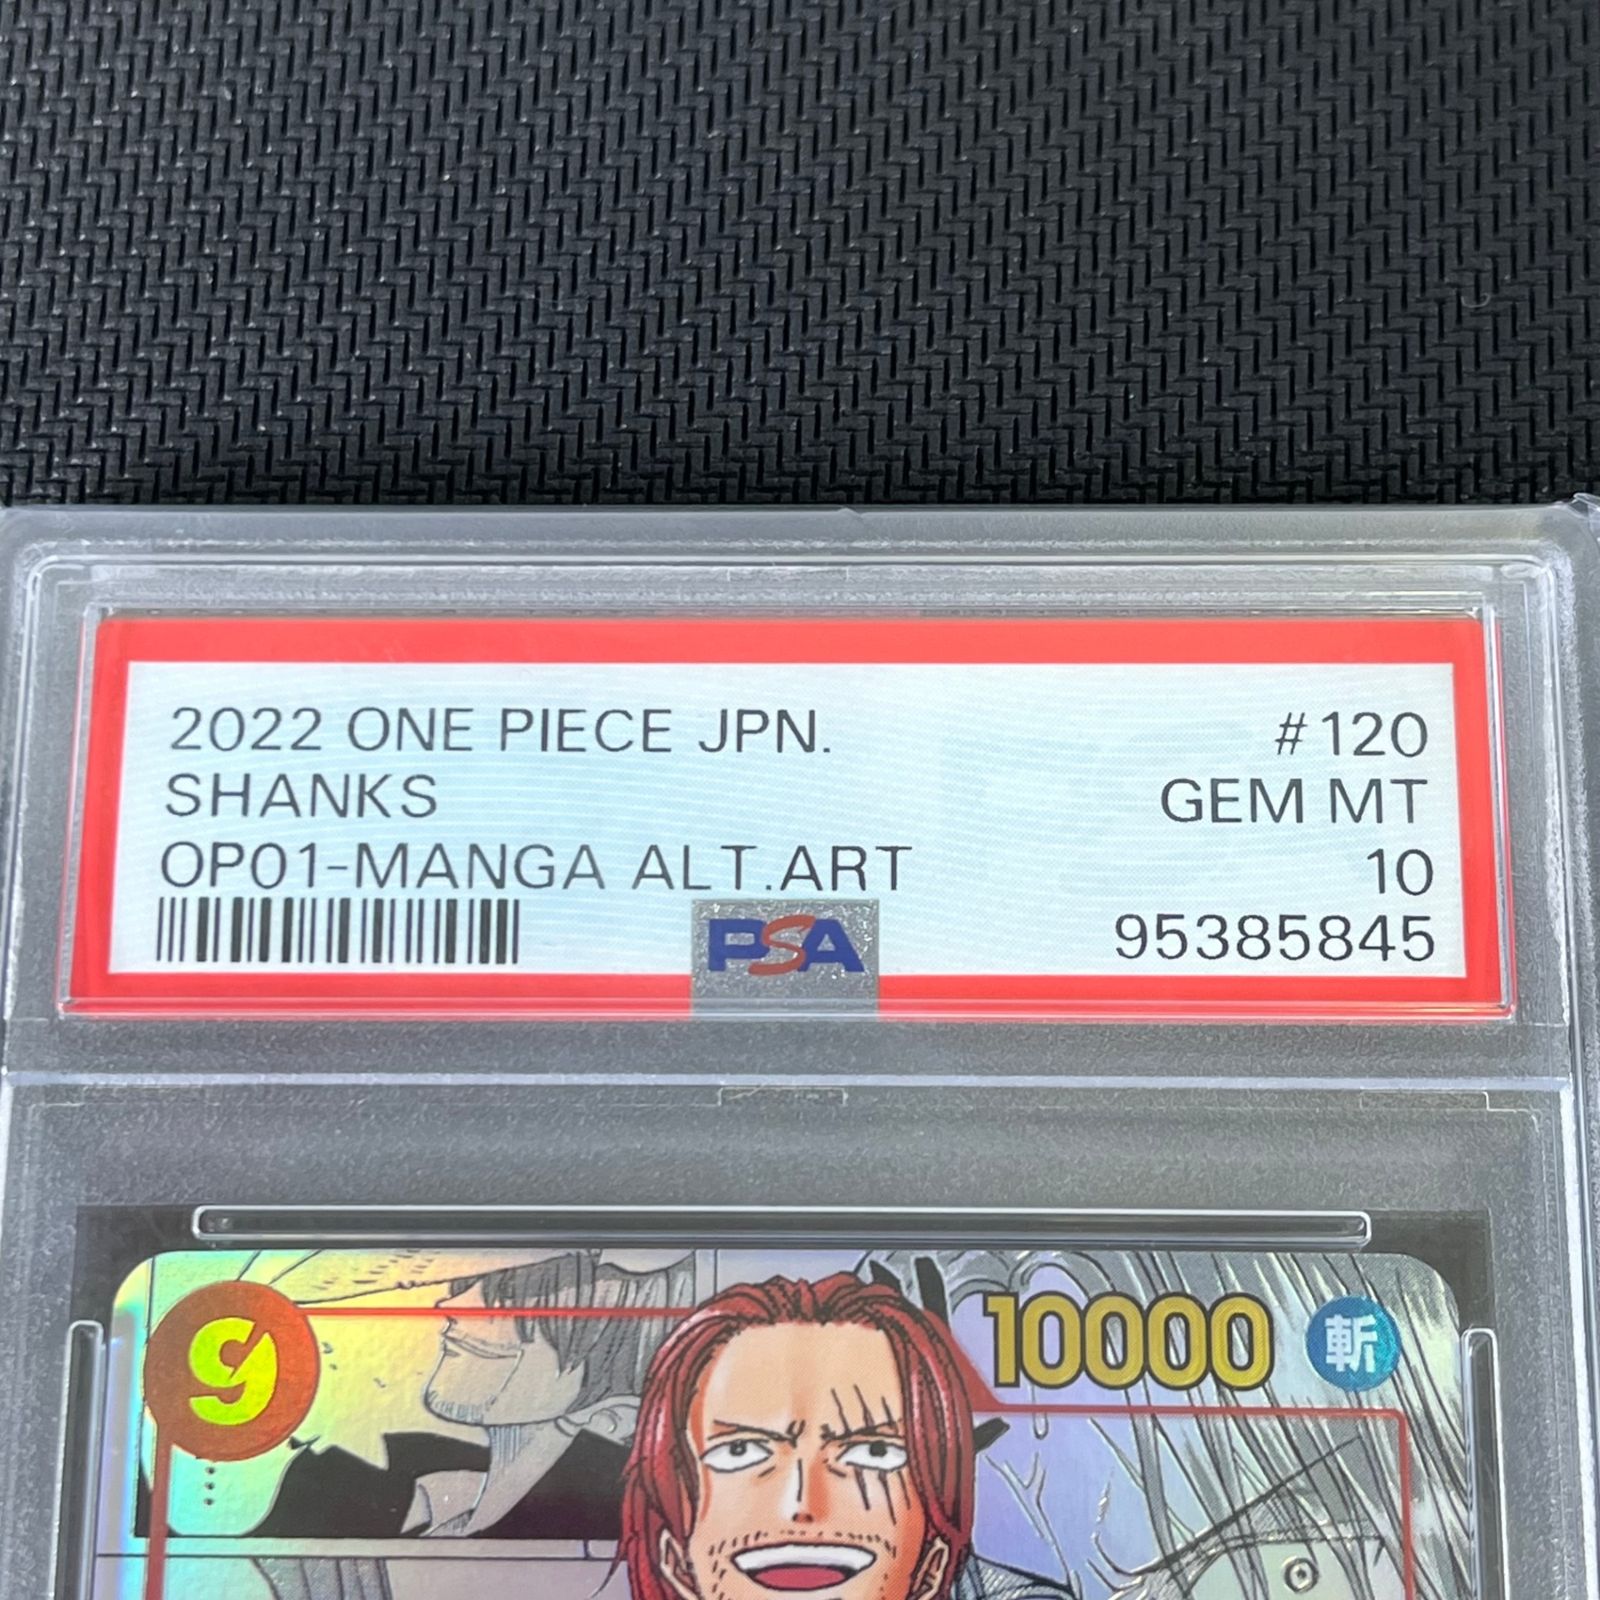 2022 ONE PIECE JPN. #120
SHANKS GEM MT
OP01-MANGA ALT.ART 10
PSA 95385845
9 10000 斬